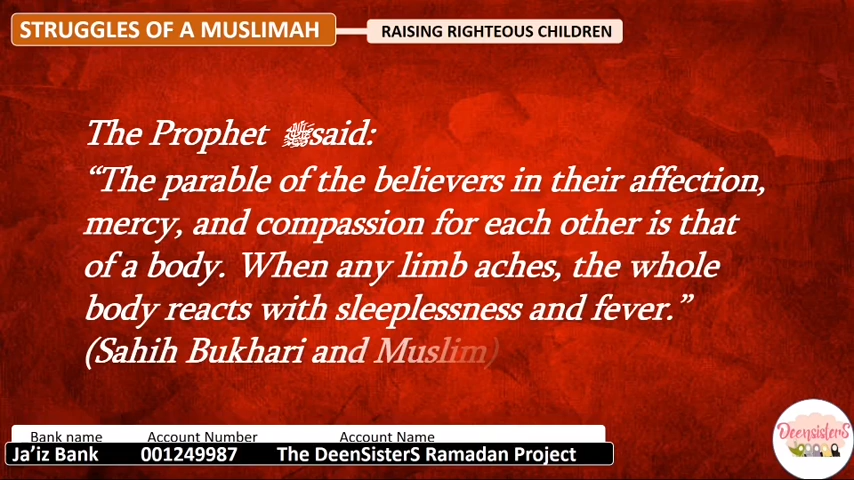 STRUGGLES OF A MUSLIMAH
RAISING RIGHTEOUS CHILDREN
The Prophet ﷺ said:
“The parable of the believers in their affection,
mercy, and compassion for each other is that
of a body. When any limb aches, the whole
body reacts with sleeplessness and fever.”
(Sahih Bukhari and Muslim)
Bank name Account Number Account Name
Ja’iz Bank 001249987 The DeenSisterS Ramadan Project
DeensisterS